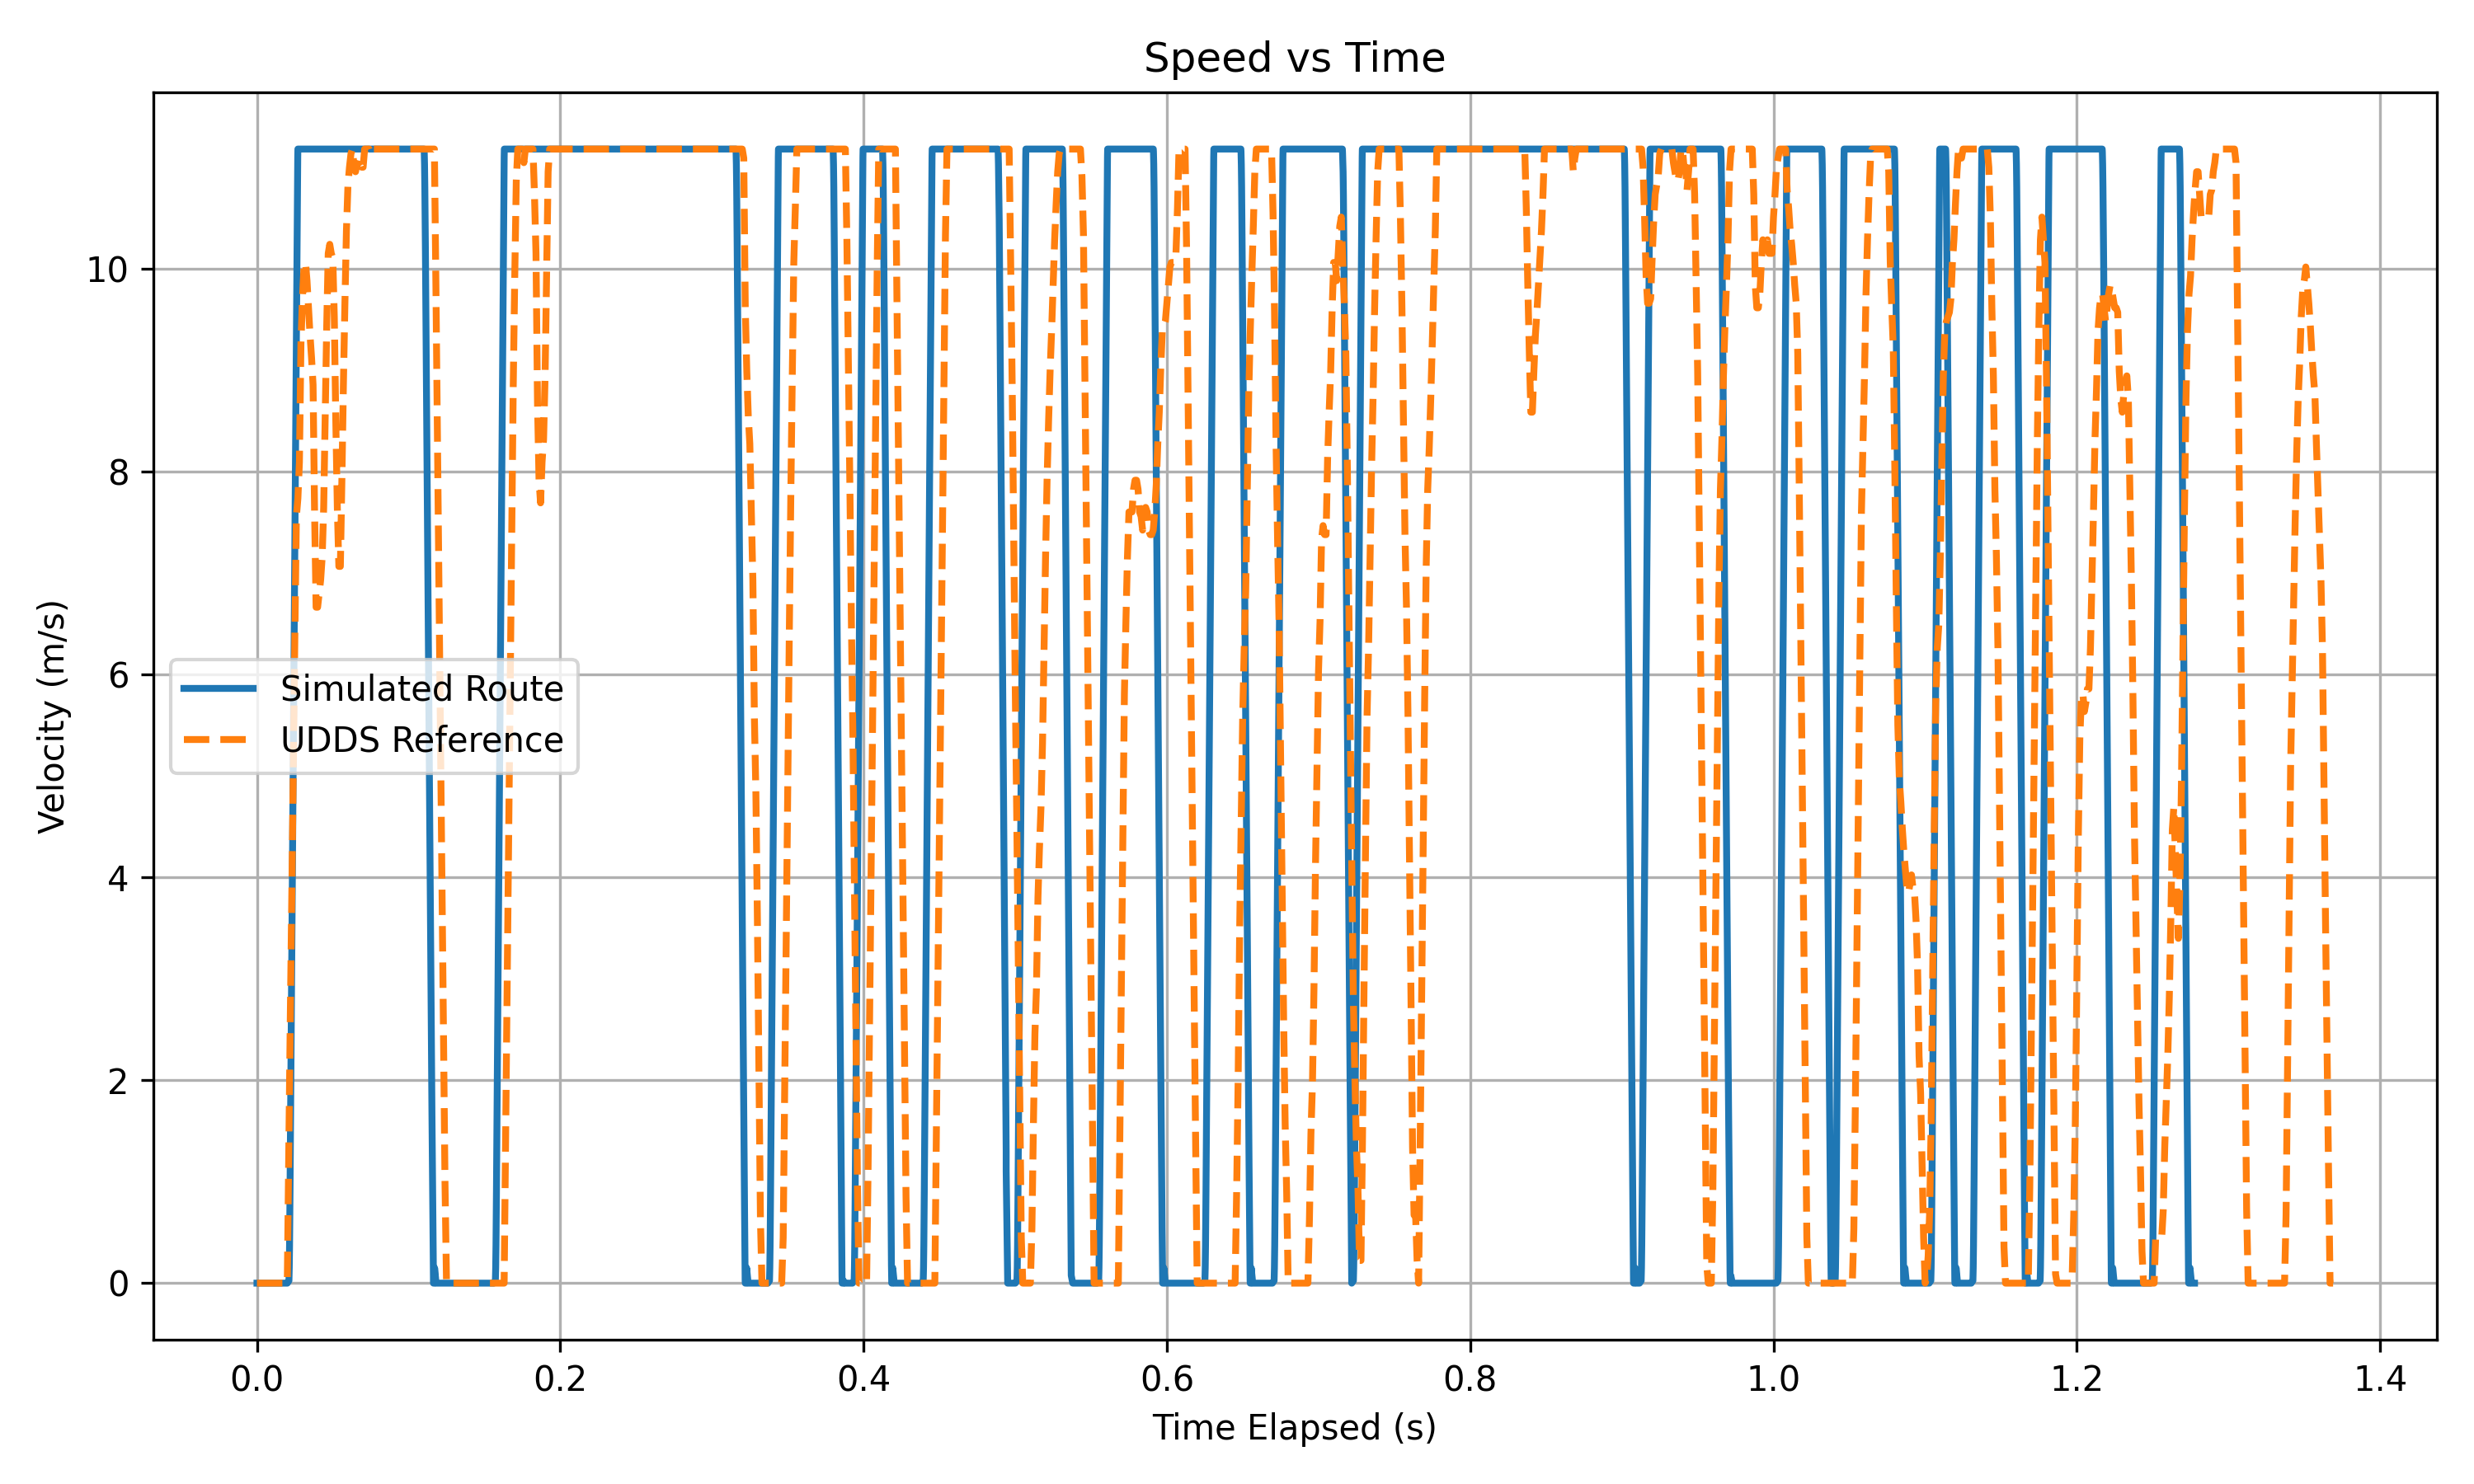 Speed vs Time
Velocity (m/s)
10
8
6
4
2
0
Simulated Route
UDDS Reference
0.0 0.2 0.4 0.6 0.8 1.0 1.2 1.4
Time Elapsed (s)